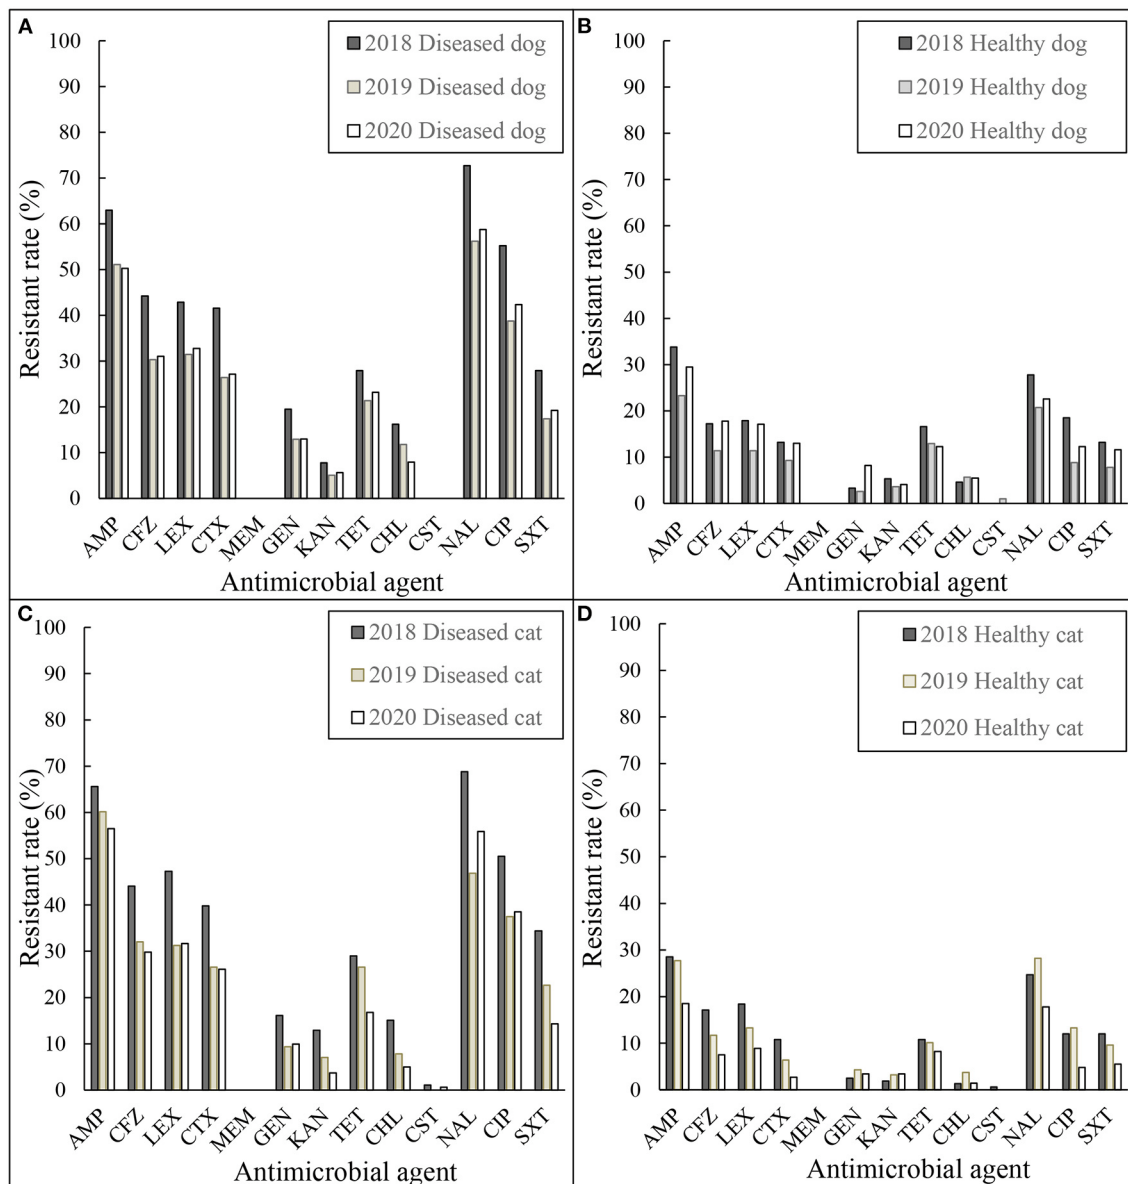 A
100
90
80
70
60
50
40
30
20
10
0
Resistant rate (%)
2018 Diseased dog
2019 Diseased dog
2020 Diseased dog
AMP
CFZ
LEX
CTX
MEM
GEN
KAN
TET
CHL
CST
NAL
CIP
SXT
Antimicrobial agent
B
100
90
80
70
60
50
40
30
20
10
0
Resistant rate (%)
2018 Healthy dog
2019 Healthy dog
2020 Healthy dog
AMP
CFZ
LEX
CTX
MEM
GEN
KAN
TET
CHL
CST
NAL
CIP
SXT
Antimicrobial agent
C
100
90
80
70
60
50
40
30
20
10
0
Resistant rate (%)
2018 Diseased cat
2019 Diseased cat
2020 Diseased cat
AMP
CFZ
LEX
CTX
MEM
GEN
KAN
TET
CHL
CST
NAL
CIP
SXT
Antimicrobial agent
D
100
90
80
70
60
50
40
30
20
10
0
Resistant rate (%)
2018 Healthy cat
2019 Healthy cat
2020 Healthy cat
AMP
CFZ
LEX
CTX
MEM
GEN
KAN
TET
CHL
CST
NAL
CIP
SXT
Antimicrobial agent